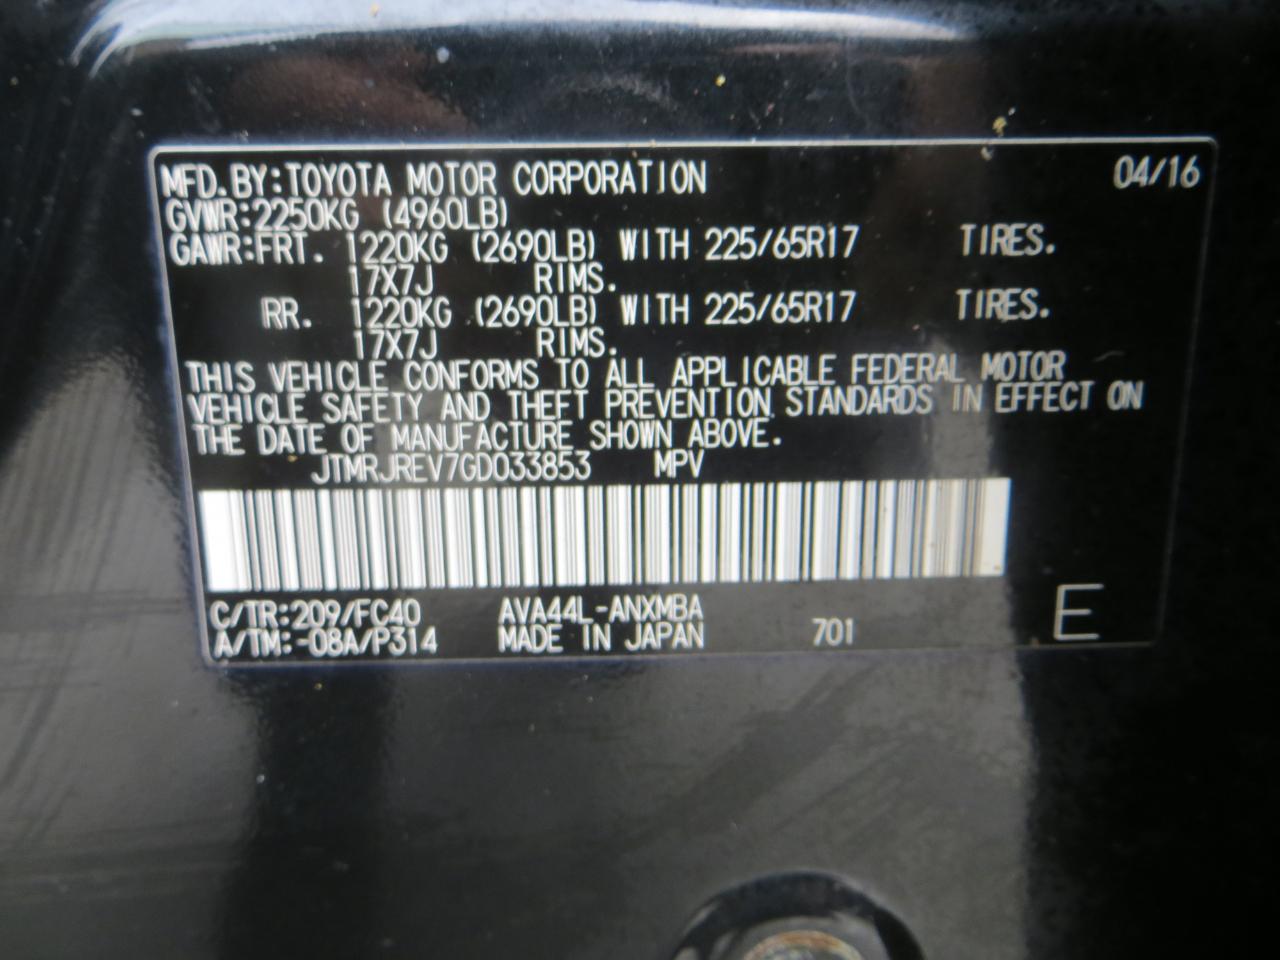 MFD.BY:TOYOTA MOTOR CORPORATION 04/16
GVWR:2250KG (4960LB)
GAWR:FRT. 1220KG (2690LB) WITH 225/65R17 TIRES.
17X7J RIMS.
RR. 1220KG (2690LB) WITH 225/65R17 TIRES.
17X7J RIMS.
THIS VEHICLE CONFORMS TO ALL APPLICABLE FEDERAL MOTOR
VEHICLE SAFETY AND THEFT PREVENTION STANDARDS IN EFFECT ON
THE DATE OF MANUFACTURE SHOWN ABOVE.
JTMRJREV7GD033853 MPV
C/TR:209/FC40 AVA44L-ANXMBA E
A/TM:-08A/P314 MADE IN JAPAN 701